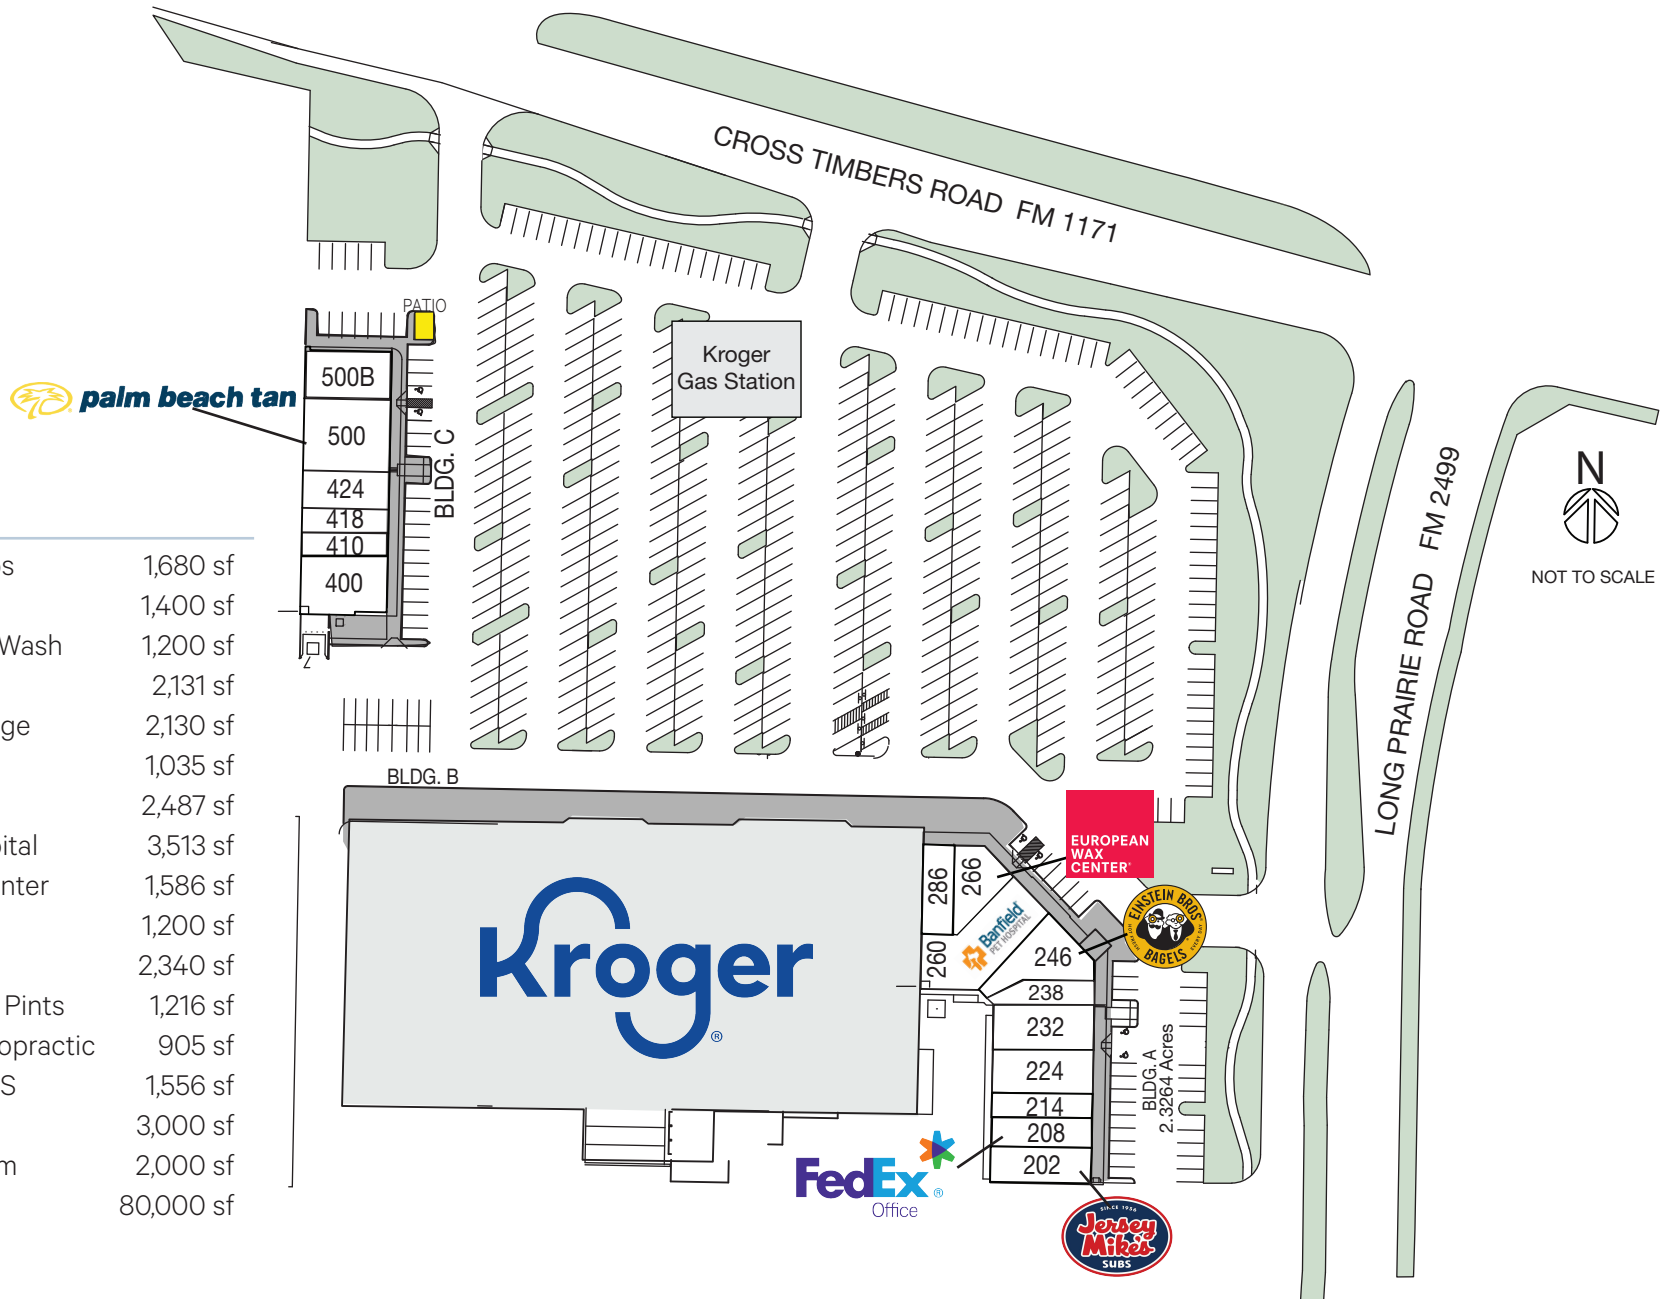 CROSS TIMBERS ROAD FM 1171
PATIO
Kroger
Gas Station
palm beach tan
500B
500
424
418
410
400
BLDG. C
LONG PRAIRIE ROAD FM 2499
N
NOT TO SCALE
1,680 sf
1,400 sf
Wash 1,200 sf
2,131 sf
2,130 sf
1,035 sf
2,487 sf
3,513 sf
1,586 sf
1,200 sf
2,340 sf
Pints 1,216 sf
905 sf
S 1,556 sf
3,000 sf
m 2,000 sf
80,000 sf
BLDG. B
Kroger®
EUROPEAN
WAX
CENTER
286
266
260
Banfield
PET HOSPITAL
246
EINSTEIN BROS
BAGELS
238
232
224
214
208
202
BLDG. A
2.3264 Acres
FedEx®
Office
SINCE 1956
Jersey
Mike's
SUBS